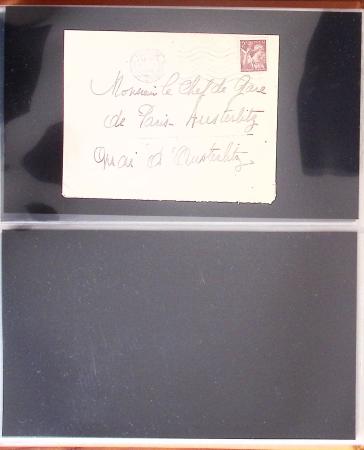 Monsieur le Chef de Gare
de Paris-Austerlitz
Quai d'Austerlitz